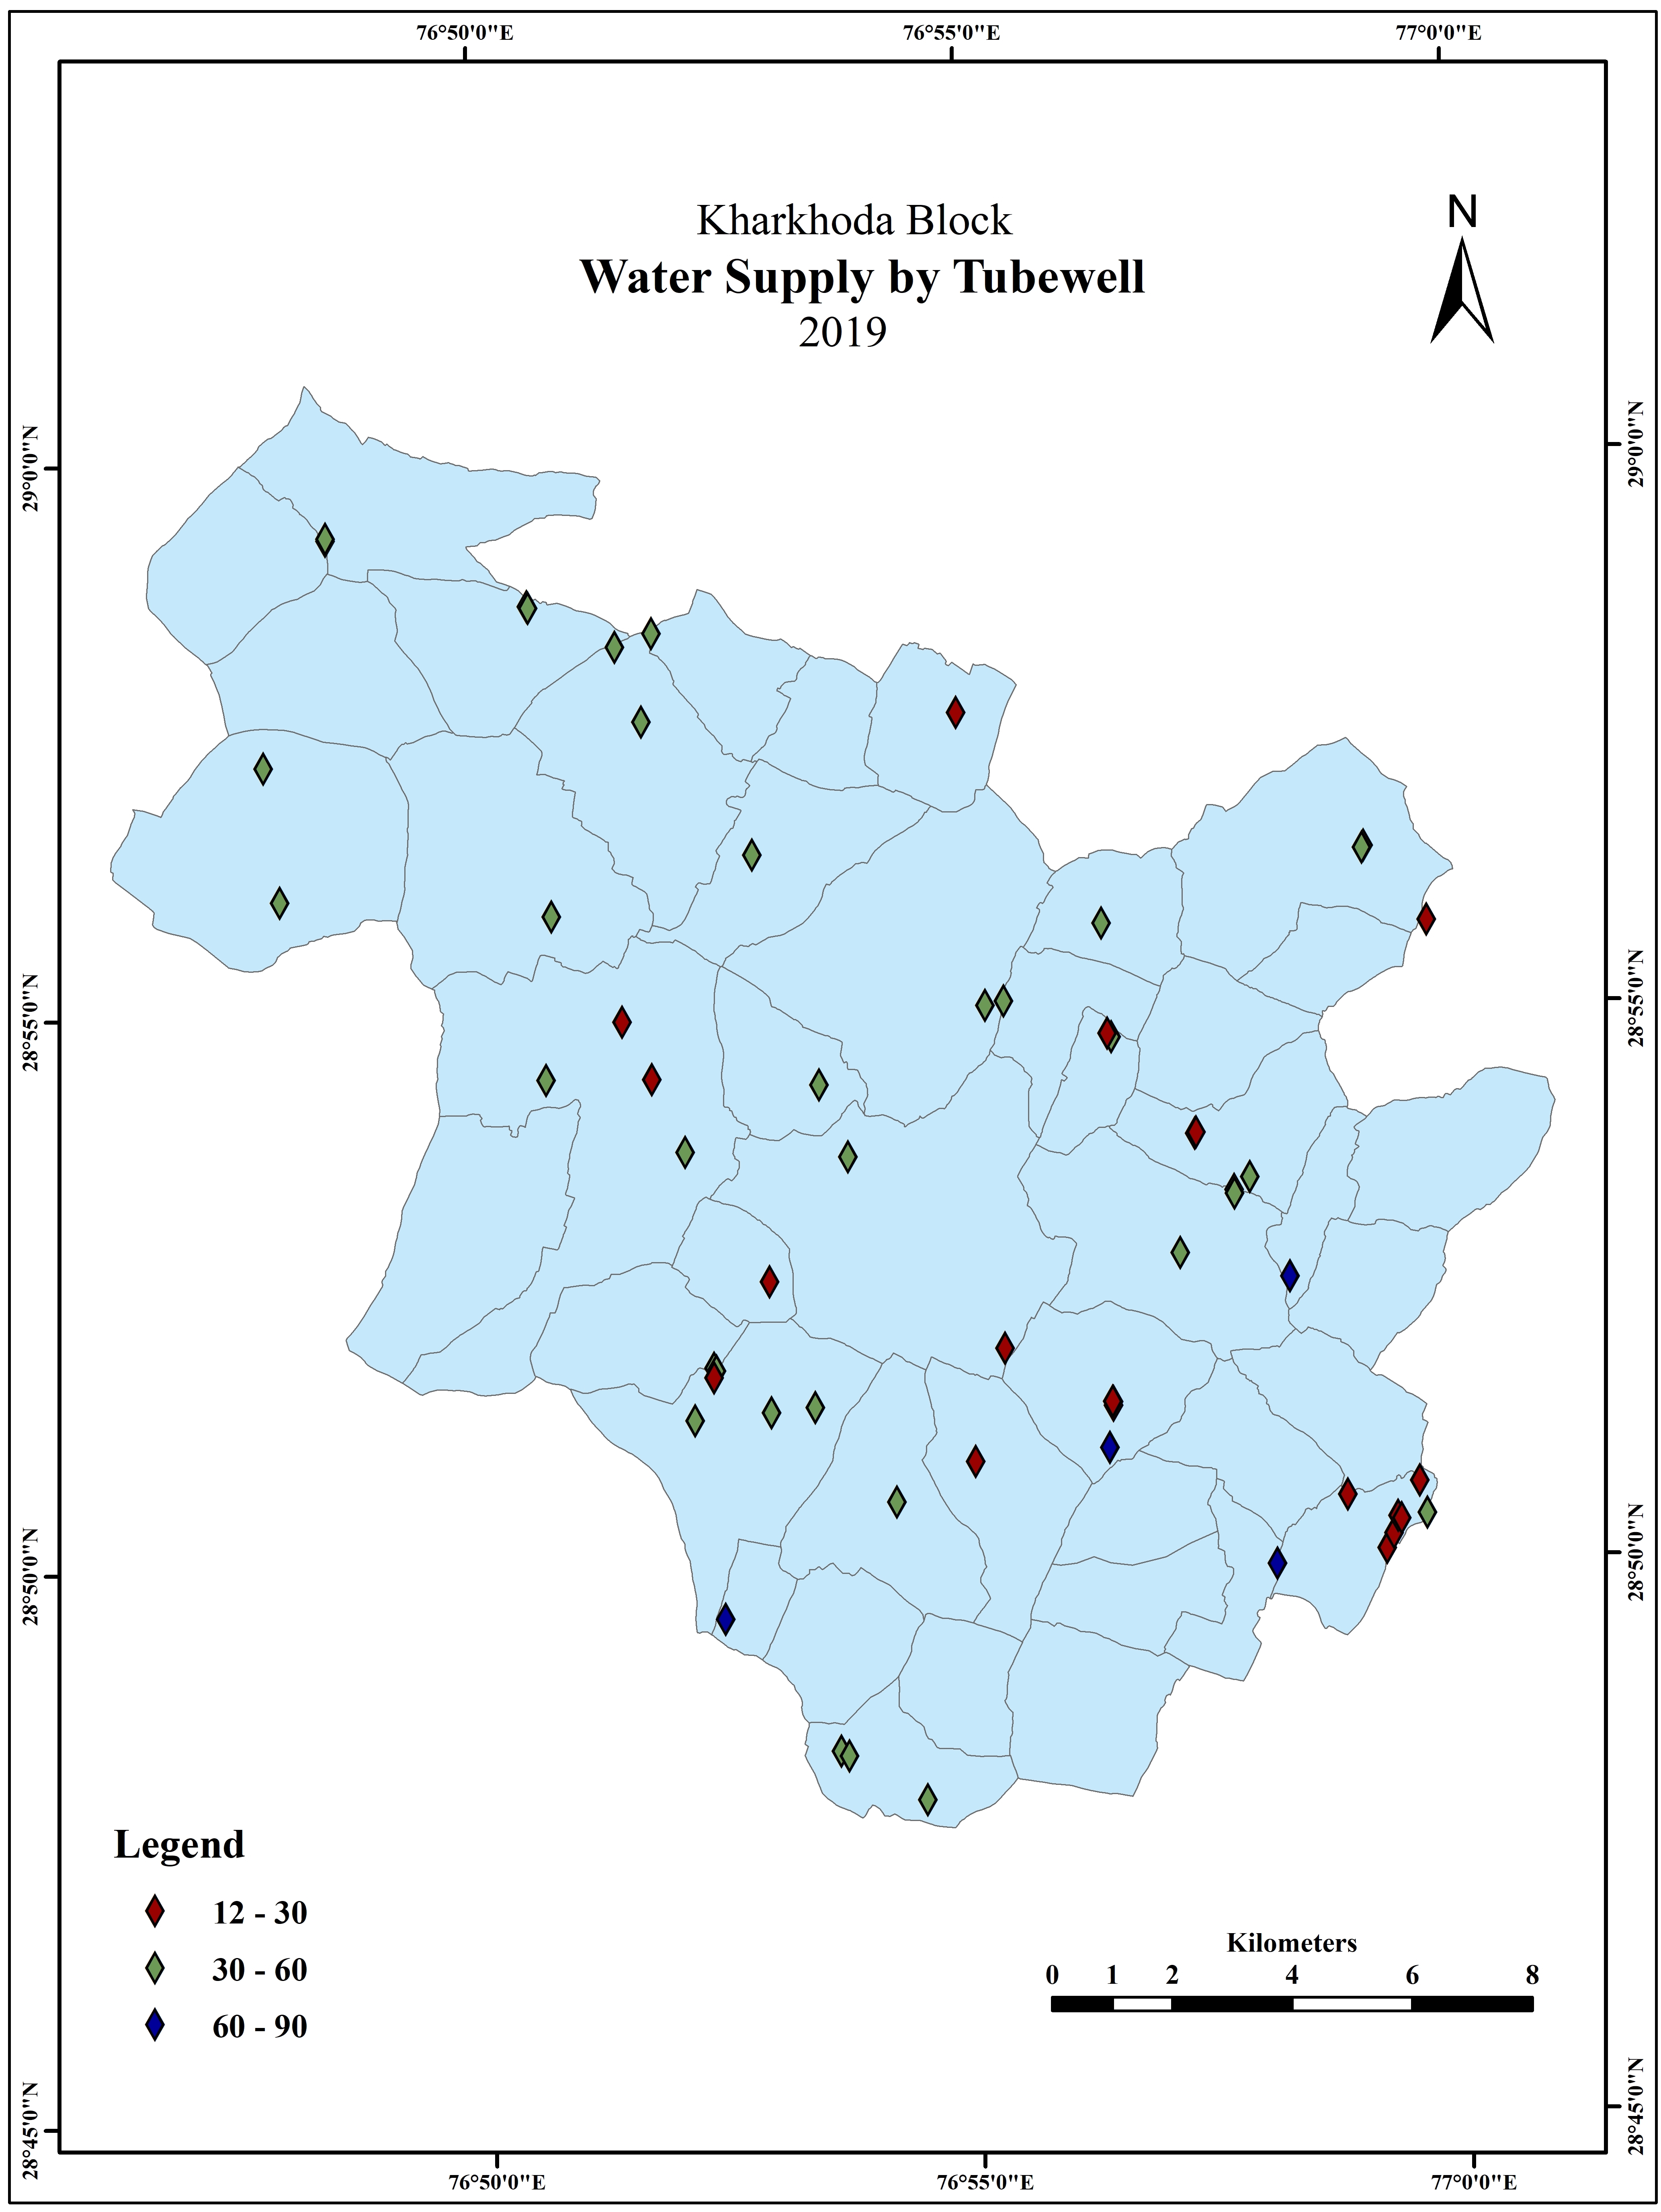 76°50'0"E 76°55'0"E 77°0'0"E
Kharkhoda Block
Water Supply by Tubewell
2019
N
29°0'0"N
29°0'0"N
28°55'0"N
28°55'0"N
28°50'0"N
28°50'0"N
28°45'0"N
28°45'0"N
Legend
12 - 30
30 - 60
60 - 90
Kilometers
0 1 2 4 6 8
76°50'0"E 76°55'0"E 77°0'0"E